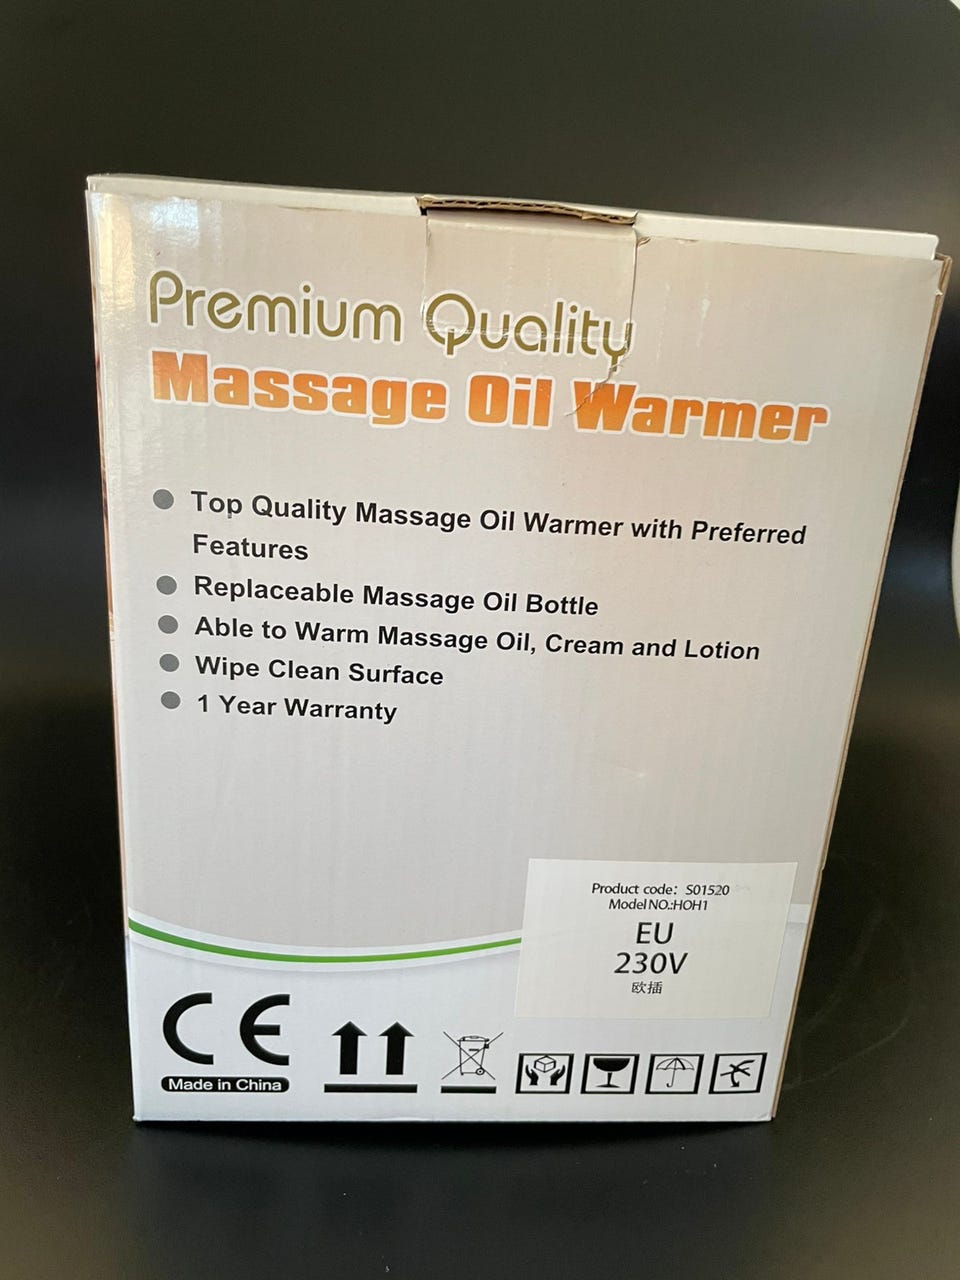 Premium Quality
Massage Oil Warmer
Top Quality Massage Oil Warmer with Preferred
Features
Replaceable Massage Oil Bottle
Able to Warm Massage Oil, Cream and Lotion
Wipe Clean Surface
1 Year Warranty
Product code: S01520
Model NO.:HOH1
EU
230V
欧插
CE
Made in China